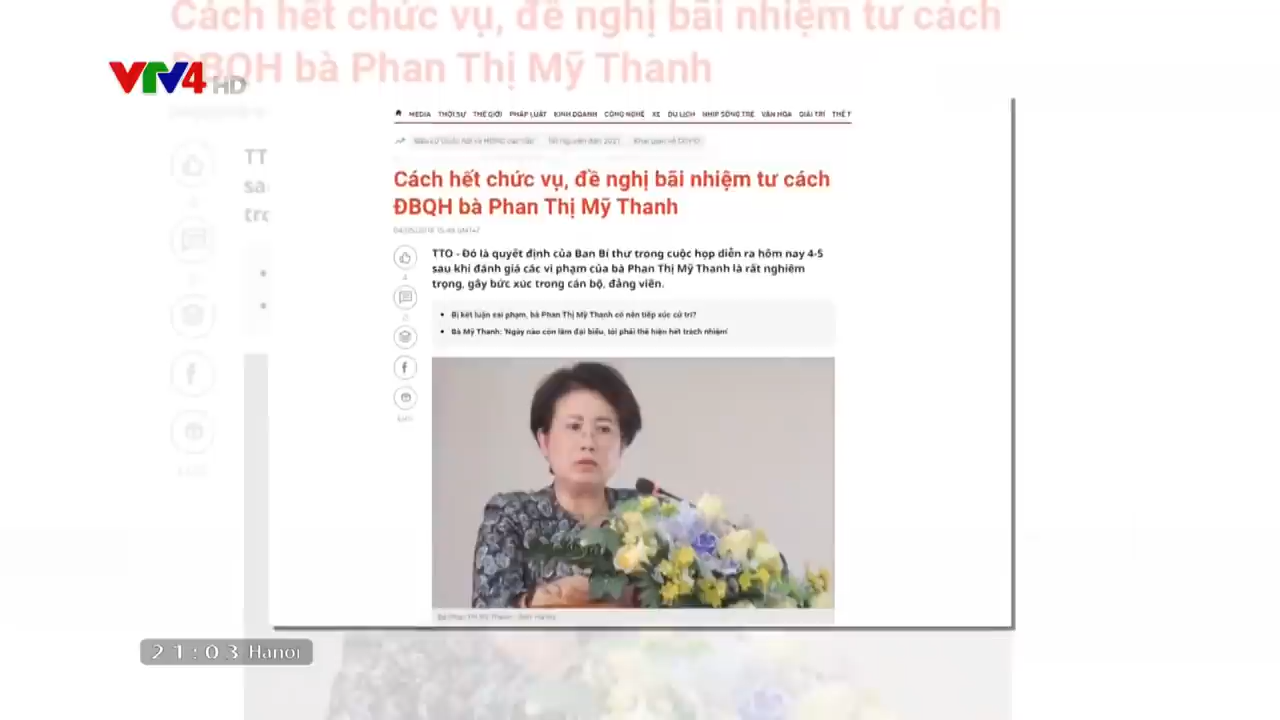 Cách hết chức vụ, đề nghị bãi nhiệm tư cách
ĐBQH bà Phan Thị Mỹ Thanh
VTV4 HD
MEDIA THỜI SỰ THẾ GIỚI PHÁP LUẬT KINH DOANH CÔNG NGHỆ XE DU LỊCH NHỊP SỐNG TRẺ VĂN HÓA GIẢI TRÍ THỂ T
Cách hết chức vụ, đề nghị bãi nhiệm tư cách
ĐBQH bà Phan Thị Mỹ Thanh
TTO - Đó là quyết định của Ban Bí thư trong cuộc họp diễn ra hôm nay 4-5
sau khi đánh giá các vi phạm của bà Phan Thị Mỹ Thanh là rất nghiêm
trọng, gây bức xúc trong cán bộ, đảng viên.
TT
sa
trc
Bị kết luận sai phạm, bà Phan Thị Mỹ Thanh có nên tiếp xúc cử tri?
Bà Mỹ Thanh: 'Ngày nào còn làm đại biểu, tôi phải thể hiện hết trách nhiệm'
21:03 Hanoi